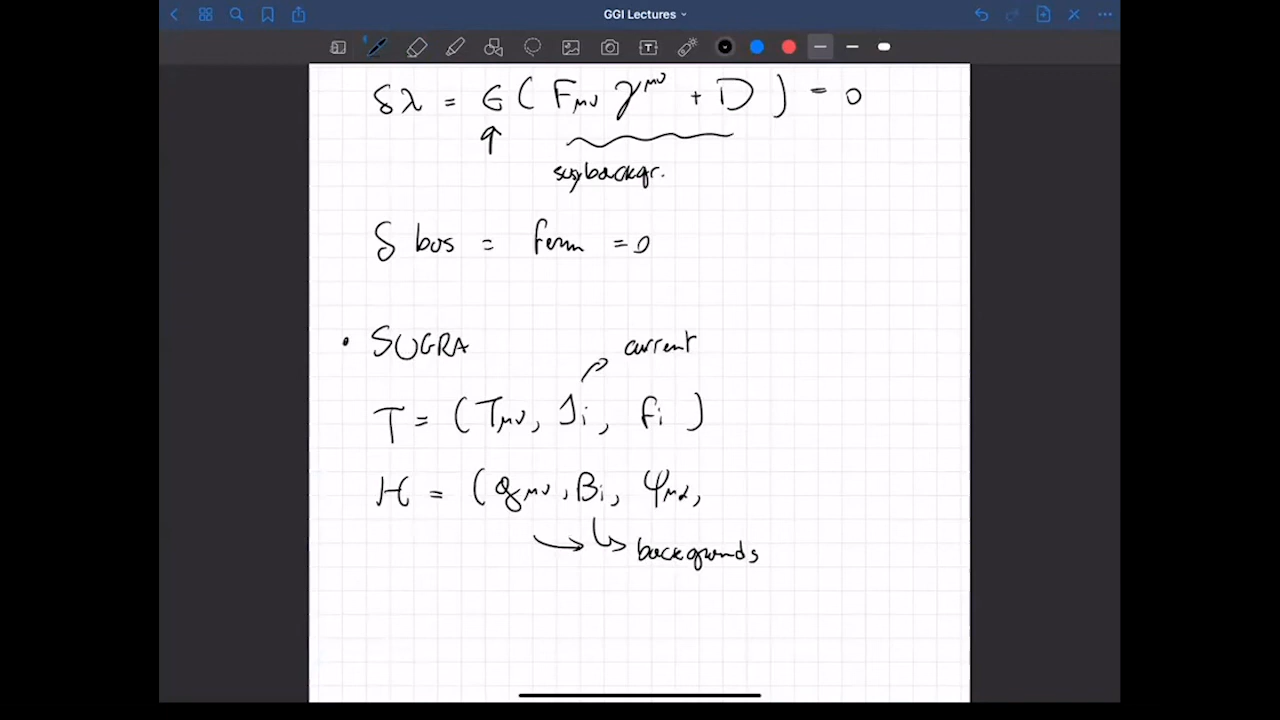 GGI Lectures
δλ = ϵ ( Fμν γ^μν + D ) = 0
susy backgr.
δ bos = ferm = 0
• SUGRA
current
T = ( Tμν, Ji, fi )
H = ( gμν, Bi, ψμα,
backgrounds